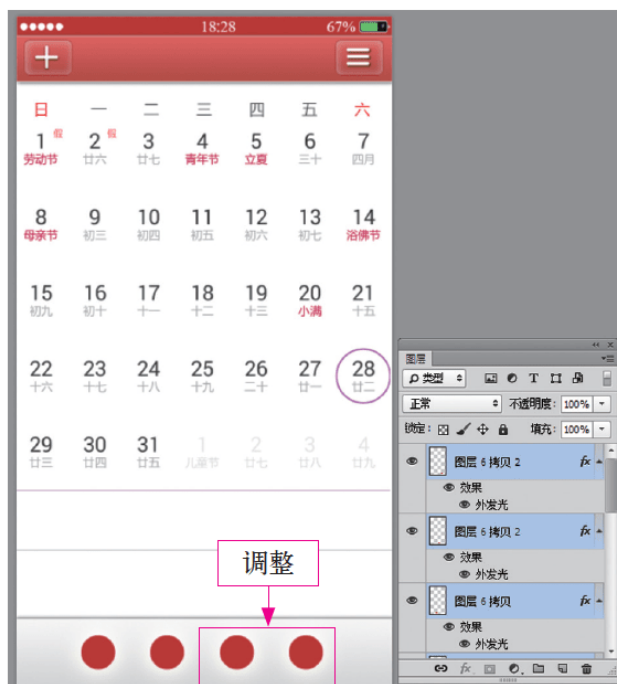 18:28 67%
日 一 二 三 四 五 六
1 假 2 假 3 4 5 6 7
劳动节 廿六 廿七 青年节 立夏 三十 四月
8 9 10 11 12 13 14
母亲节 初三 初四 初五 初六 初七 浴佛节
15 16 17 18 19 20 21
初九 初十 十一 十二 十三 小满 十五
22 23 24 25 26 27 28
十六 十七 十八 十九 二十 廿一 廿二
29 30 31 1 2 3 4
廿三 廿四 廿五 儿童节 廿七 廿八 廿九
调整
图层
类型
正常 不透明度: 100%
锁定: 填充: 100%
图层 6 拷贝 2 fx
效果
外发光
图层 6 拷贝 2 fx
效果
外发光
图层 6 拷贝 fx
效果
外发光
fx